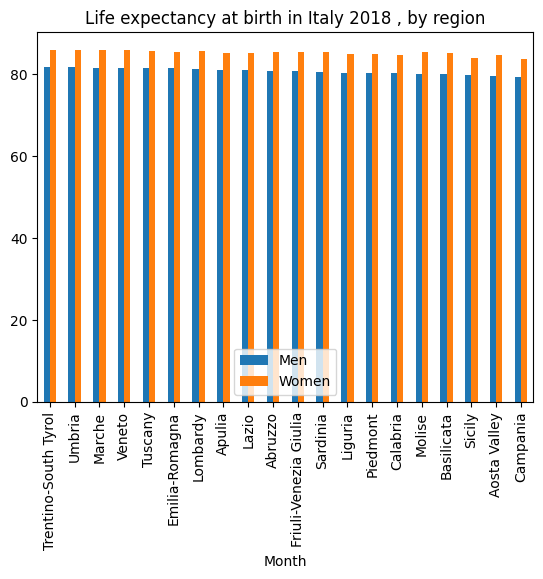 Life expectancy at birth in Italy 2018 , by region
80
60
40
20
0
Men
Women
Trentino-South Tyrol
Umbria
Marche
Veneto
Tuscany
Emilia-Romagna
Lombardy
Apulia
Lazio
Abruzzo
Friuli-Venezia Giulia
Sardinia
Liguria
Piedmont
Calabria
Molise
Basilicata
Sicily
Aosta Valley
Campania
Month